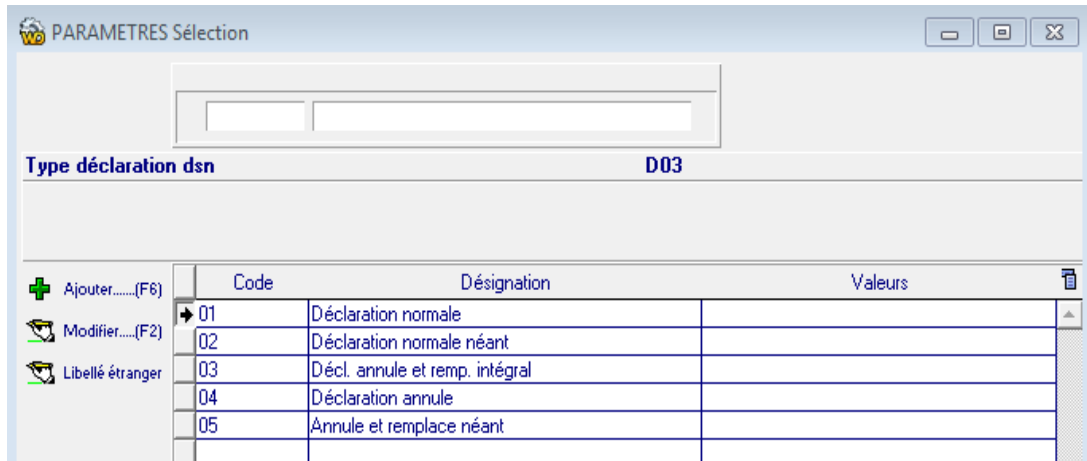 PARAMETRES Sélection
Type déclaration dsn D03
Code Désignation Valeurs
Ajouter......(F6)
Modifier.....(F2)
Libellé étranger
01 Déclaration normale
02 Déclaration normale néant
03 Décl. annule et remp. intégral
04 Déclaration annule
05 Annule et remplace néant